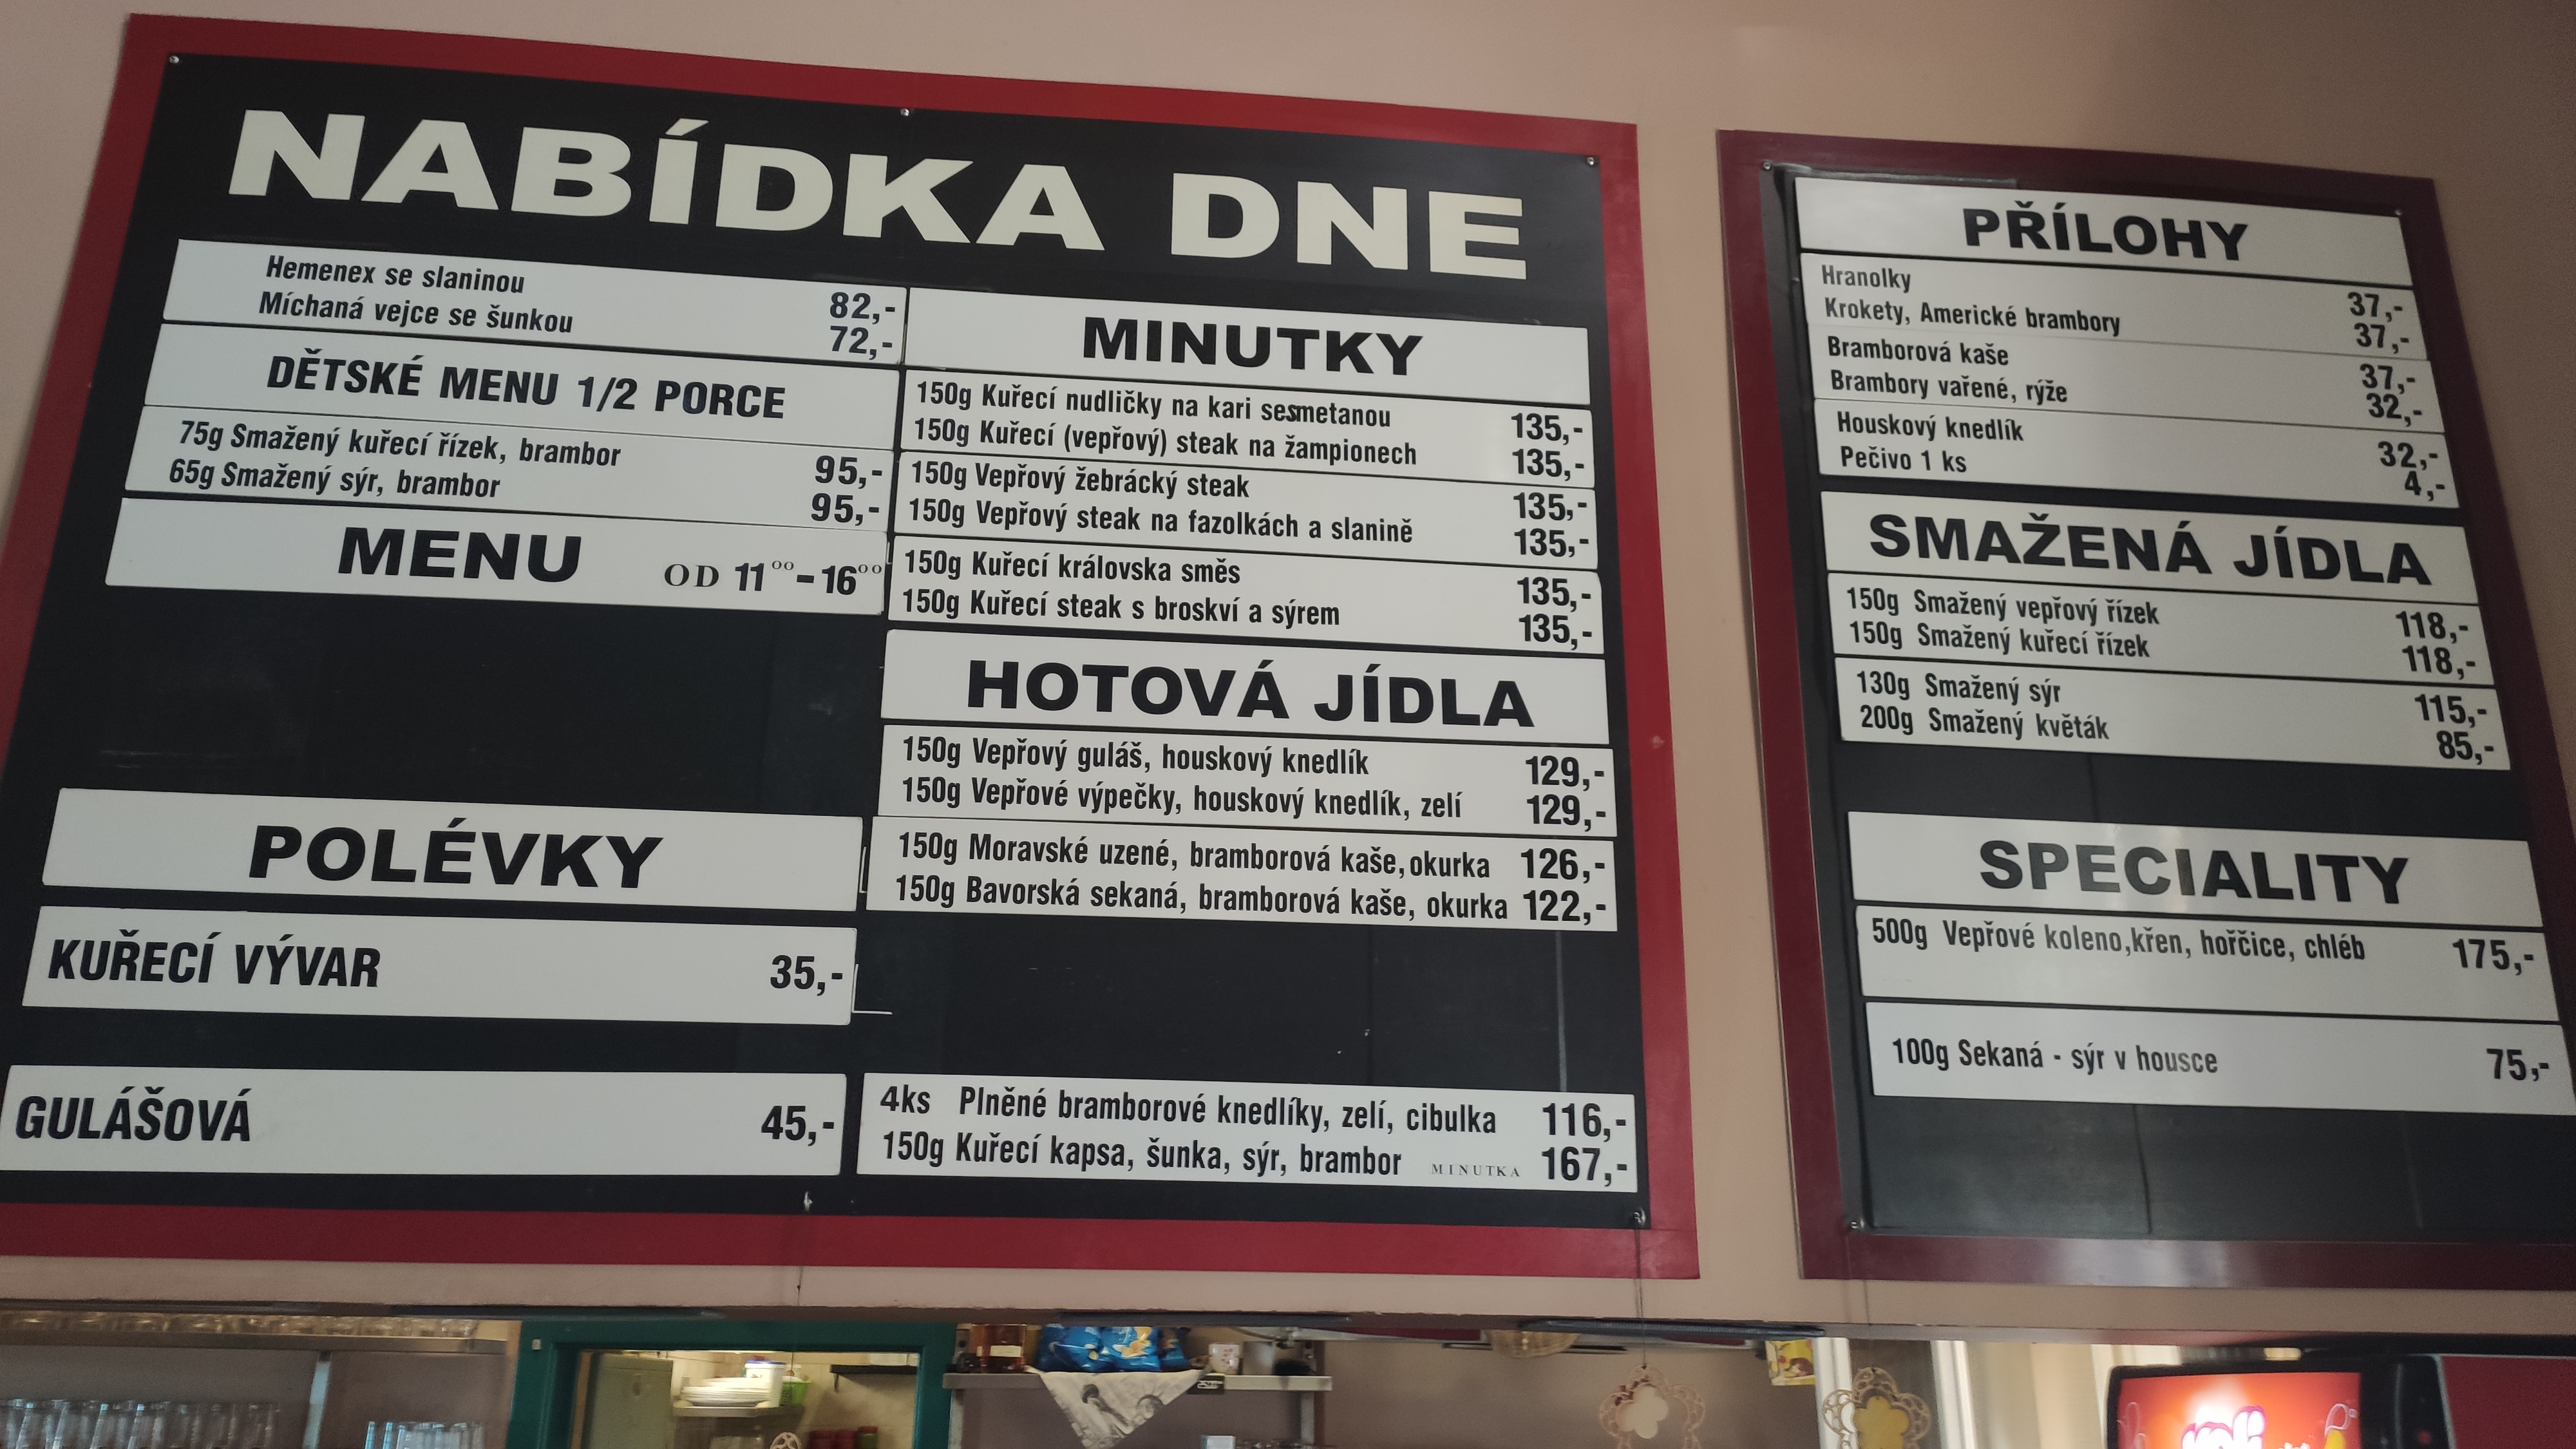 NABÍDKA DNE
Hemenex se slaninou 82,-
Míchaná vejce se šunkou 72,-
DĚTSKÉ MENU 1/2 PORCE
75g Smažený kuřecí řízek, brambor 95,-
65g Smažený sýr, brambor 95,-
MENU OD 11⁰⁰-16⁰⁰
POLÉVKY
KUŘECÍ VÝVAR 35,-
GULÁŠOVÁ 45,-
MINUTKY
150g Kuřecí nudličky na kari sesmetanou 135,-
150g Kuřecí (vepřový) steak na žampionech 135,-
150g Vepřový žebrácký steak 135,-
150g Vepřový steak na fazolkách a slanině 135,-
150g Kuřecí královska směs 135,-
150g Kuřecí steak s broskví a sýrem 135,-
HOTOVÁ JÍDLA
150g Vepřový guláš, houskový knedlík 129,-
150g Vepřové výpečky, houskový knedlík, zelí 129,-
150g Moravské uzené, bramborová kaše, okurka 126,-
150g Bavorská sekaná, bramborová kaše, okurka 122,-
4ks Plněné bramborové knedlíky, zelí, cibulka 116,-
150g Kuřecí kapsa, šunka, sýr, brambor MINUTKA 167,-
PŘÍLOHY
Hranolky 37,-
Krokety, Americké brambory 37,-
Bramborová kaše 37,-
Brambory vařené, rýže 32,-
Houskový knedlík 32,-
Pečivo 1 ks 4,-
SMAŽENÁ JÍDLA
150g Smažený vepřový řízek 118,-
150g Smažený kuřecí řízek 118,-
130g Smažený sýr 115,-
200g Smažený květák 85,-
SPECIALITY
500g Vepřové koleno,křen, hořčice, chléb 175,-
100g Sekaná - sýr v housce 75,-